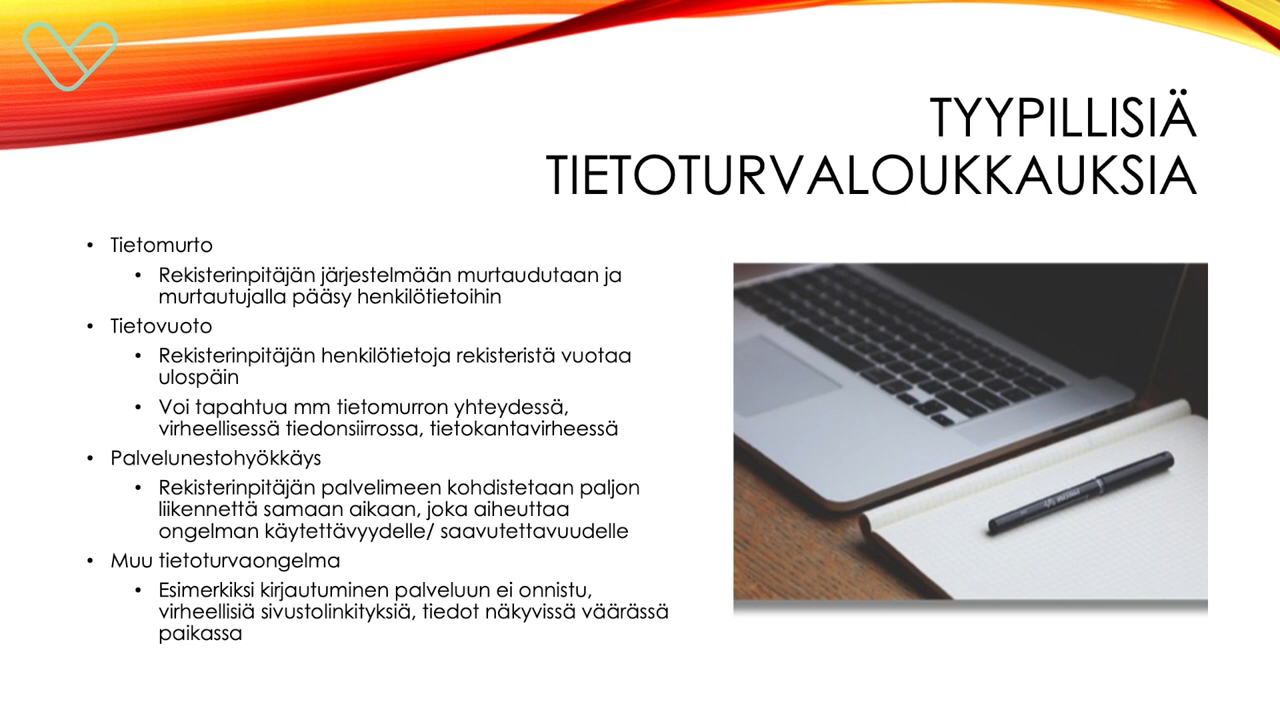 TYYPILLISIÄ
TIETOTURVALOUKKAUKSIA
• Tietomurto
• Rekisterinpitäjän järjestelmään murtaudutaan ja
murtautujalla pääsy henkilötietoihin
• Tietovuoto
• Rekisterinpitäjän henkilötietoja rekisteristä vuotaa
ulospäin
• Voi tapahtua mm tietomurron yhteydessä,
virheellisessä tiedonsiirrossa, tietokantavirheessä
• Palvelunestohyökkäys
• Rekisterinpitäjän palvelimeen kohdistetaan paljon
liikennettä samaan aikaan, joka aiheuttaa
ongelman käytettävyydelle/ saavutettavuudelle
• Muu tietoturvaongelma
• Esimerkiksi kirjautuminen palveluun ei onnistu,
virheellisiä sivustolinkityksiä, tiedot näkyvissä väärässä
paikassa